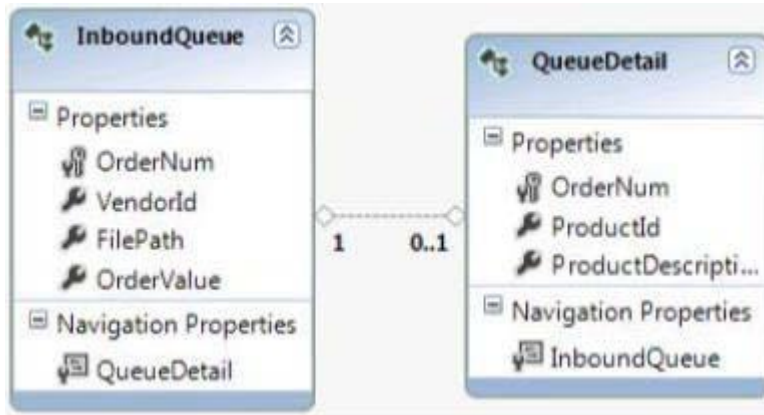 InboundQueue
Properties
OrderNum
VendorId
FilePath
OrderValue
Navigation Properties
QueueDetail
1
0..1
QueueDetail
Properties
OrderNum
ProductId
ProductDescripti...
Navigation Properties
InboundQueue